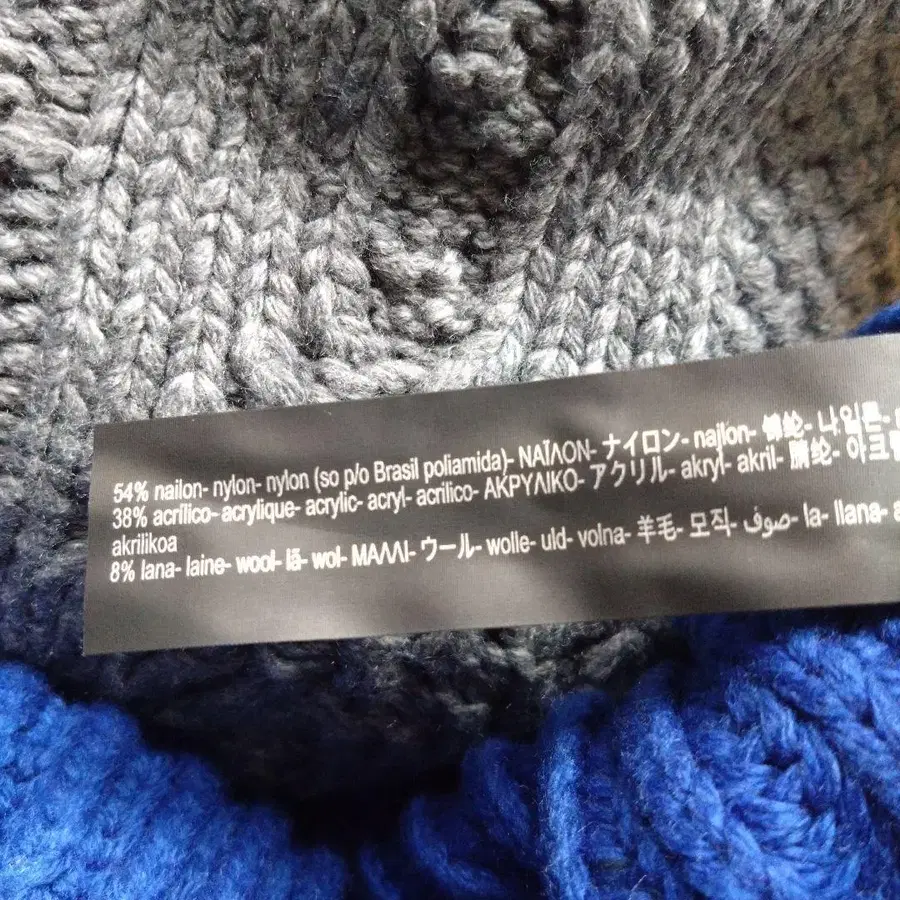 54% nailon- nylon- nylon (so p/o Brasil poliamida)- ΝΑΪΛΟΝ- ナイロン- najlon- 锦纶- 나일론-
38% acrílico- acrylique- acrylic- acryl- acrílico- ΑΚΡΥΛΙΚΟ- アクリル- akryl- akril- 腈纶- 아크릴
akrilikoa
8% lana- laine- wool- lã- wol- ΜΑΛΛΙ- ウール- wolle- uld- volna- 羊毛- 모직- صوف- la- llana-